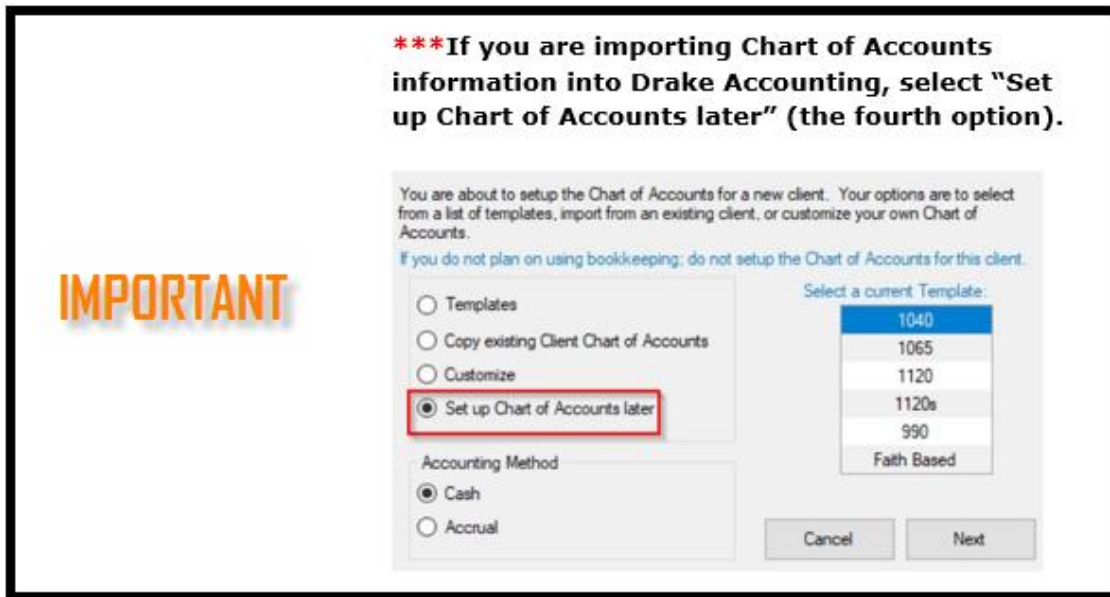 ***If you are importing Chart of Accounts
information into Drake Accounting, select “Set
up Chart of Accounts later” (the fourth option).
IMPORTANT
You are about to setup the Chart of Accounts for a new client. Your options are to select
from a list of templates, import from an existing client, or customize your own Chart of
Accounts.
If you do not plan on using bookkeeping; do not setup the Chart of Accounts for this client.
Templates
Copy existing Client Chart of Accounts
Customize
Set up Chart of Accounts later
Select a current Template:
1040
1065
1120
1120s
990
Faith Based
Accounting Method
Cash
Accrual
Cancel
Next